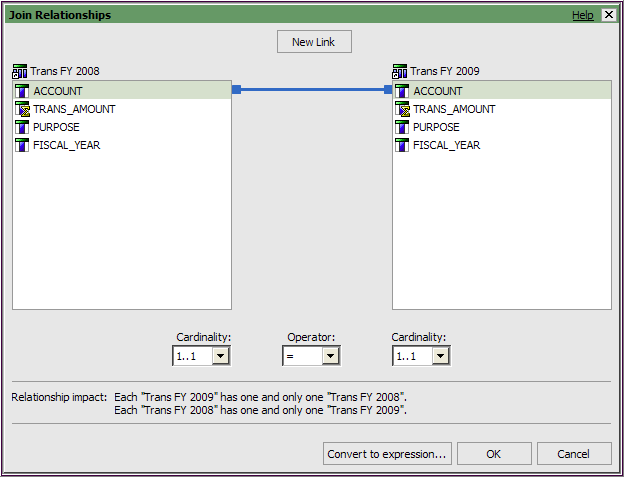 Join Relationships Help
New Link
Trans FY 2008 Trans FY 2009
ACCOUNT ACCOUNT
TRANS_AMOUNT TRANS_AMOUNT
PURPOSE PURPOSE
FISCAL_YEAR FISCAL_YEAR
Cardinality: Operator: Cardinality:
1..1 = 1..1
Relationship impact: Each "Trans FY 2009" has one and only one "Trans FY 2008".
Each "Trans FY 2008" has one and only one "Trans FY 2009".
Convert to expression... OK Cancel